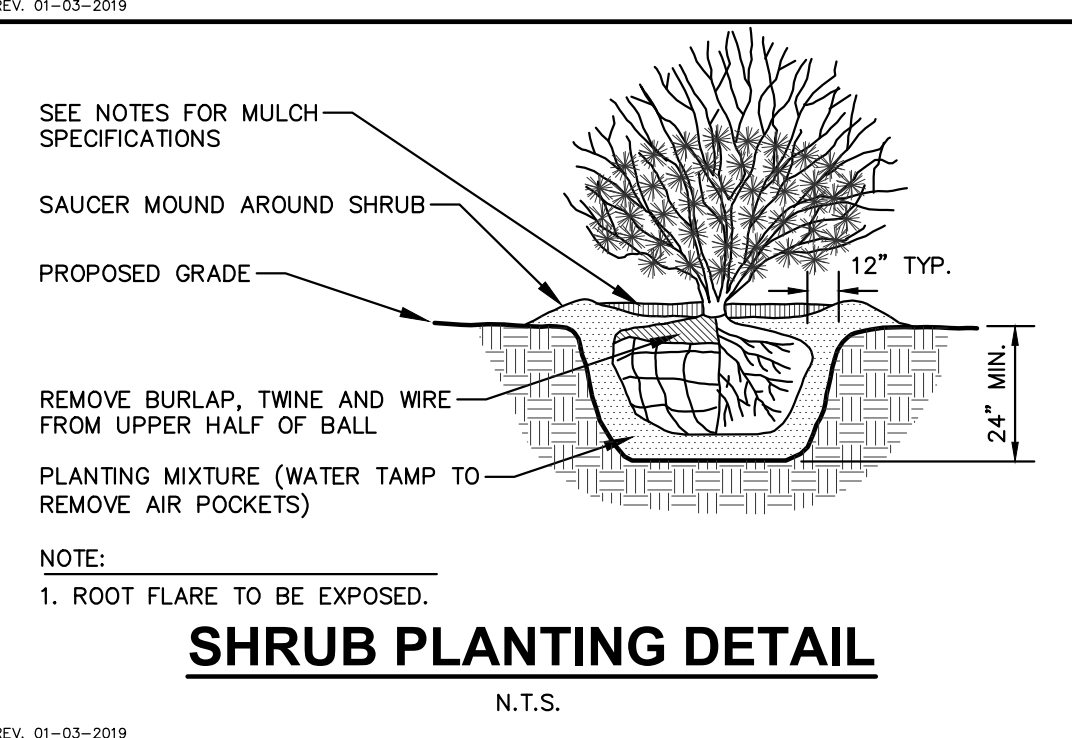 REV. 01-03-2019
SEE NOTES FOR MULCH
SPECIFICATIONS
SAUCER MOUND AROUND SHRUB
PROPOSED GRADE
12" TYP.
24" MIN.
REMOVE BURLAP, TWINE AND WIRE
FROM UPPER HALF OF BALL
PLANTING MIXTURE (WATER TAMP TO
REMOVE AIR POCKETS)
NOTE:
1. ROOT FLARE TO BE EXPOSED.
SHRUB PLANTING DETAIL
N.T.S.
REV. 01-03-2019